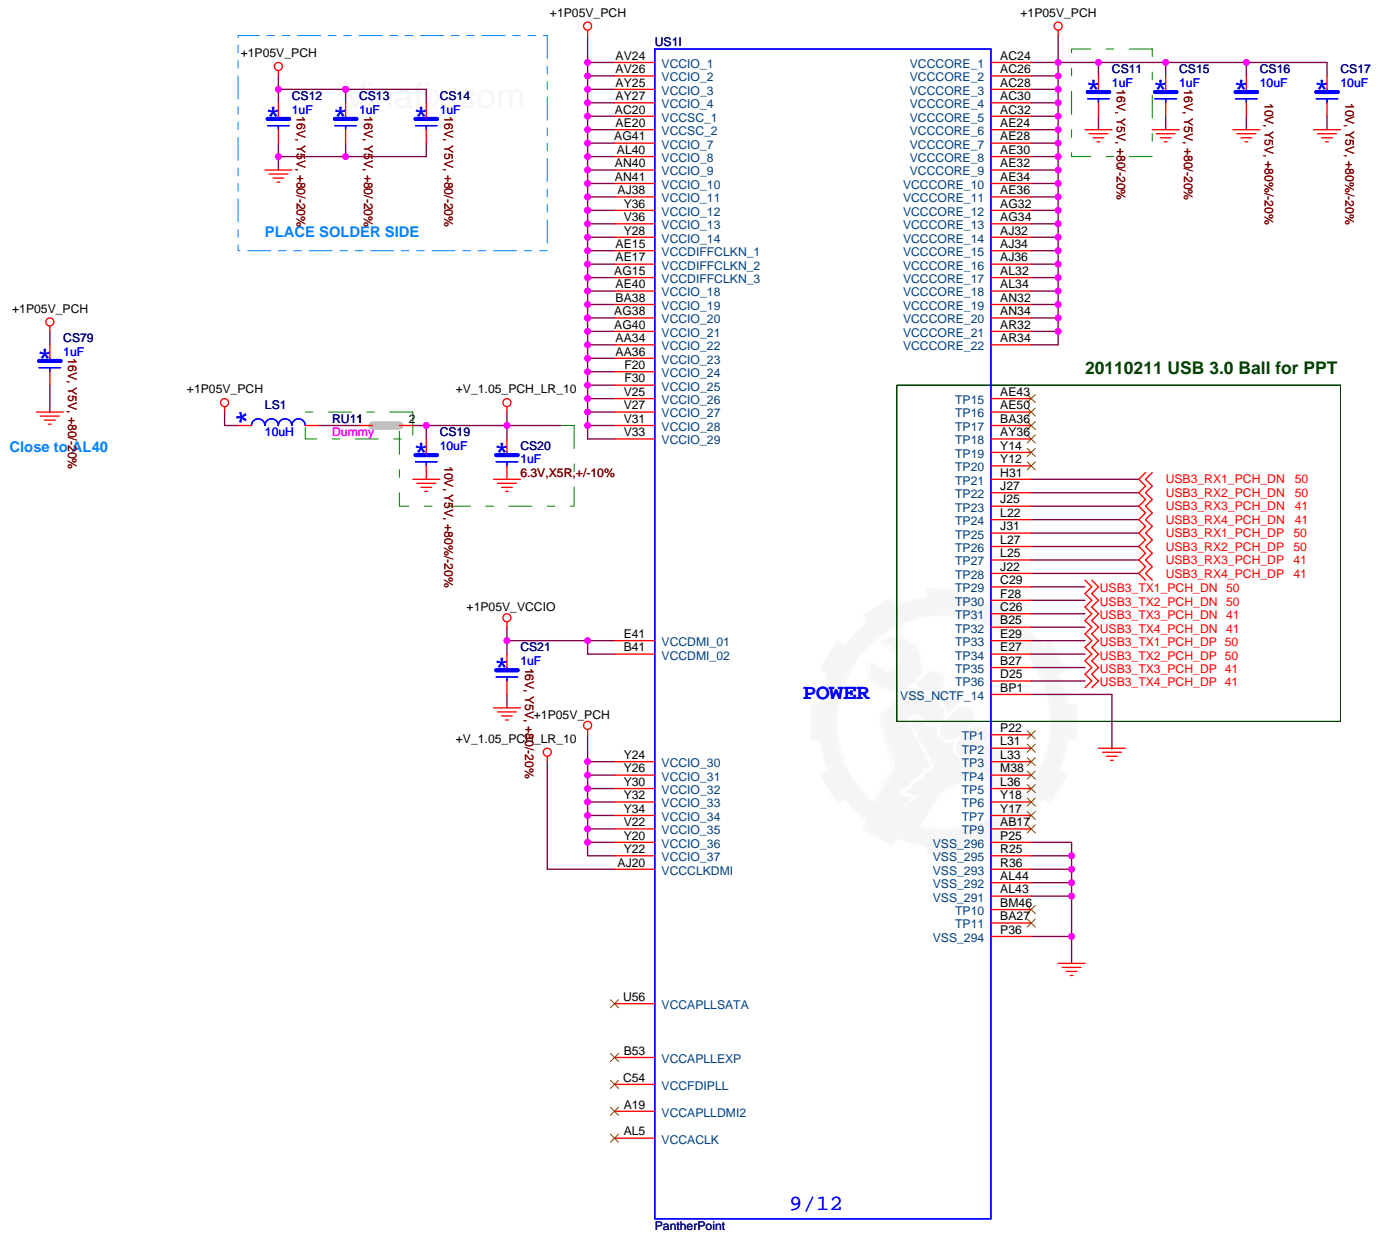 +1P05V_PCH
+1P05V_PCH
US1I
+1P05V_PCH
CS12
1uF
16V, Y5V, +80/-20%
CS13
1uF
16V, Y5V, +80/-20%
CS14
1uF
16V, Y5V, +80/-20%
PLACE SOLDER SIDE
CS11
1uF
16V, Y5V, +80/-20%
CS15
1uF
16V, Y5V, +80/-20%
CS16
10uF
10V, Y5V, +80%/-20%
CS17
10uF
10V, Y5V, +80%/-20%
+1P05V_PCH
CS79
1uF
16V, Y5V, +80/-20%
Close to AL40
+1P05V_PCH
LS1
10uH
RU11
Dummy
2
+V_1.05_PCH_LR_10
CS19
10uF
10V, Y5V, +80%/-20%
CS20
1uF
6.3V,X5R,+/-10%
+1P05V_VCCIO
CS21
1uF
16V, Y5V, +80/-20%
+1P05V_PCH
+V_1.05_PCH_LR_10
AV24 VCCIO_1
AV26 VCCIO_2
AY25 VCCIO_3
AY27 VCCIO_4
AC20 VCCSC_1
AE20 VCCSC_2
AG41 VCCIO_7
AL40 VCCIO_8
AN40 VCCIO_9
AN41 VCCIO_10
AJ38 VCCIO_11
Y36 VCCIO_12
V36 VCCIO_13
Y28 VCCIO_14
AE15 VCCDIFFCLKN_1
AE17 VCCDIFFCLKN_2
AG15 VCCDIFFCLKN_3
AE40 VCCIO_18
BA38 VCCIO_19
AG38 VCCIO_20
AG40 VCCIO_21
AA34 VCCIO_22
AA36 VCCIO_23
F20 VCCIO_24
F30 VCCIO_25
V25 VCCIO_26
V27 VCCIO_27
V31 VCCIO_28
V33 VCCIO_29
E41 VCCDMI_01
B41 VCCDMI_02
Y24 VCCIO_30
Y26 VCCIO_31
Y30 VCCIO_32
Y32 VCCIO_33
Y34 VCCIO_34
V22 VCCIO_35
Y20 VCCIO_36
Y22 VCCIO_37
AJ20 VCCCLKDMI
U56 VCCAPLLSATA
B53 VCCAPLLEXP
C54 VCCFDIPLL
A19 VCCAPLLDMI2
AL5 VCCACLK
VCCCORE_1 AC24
VCCCORE_2 AC26
VCCCORE_3 AC28
VCCCORE_4 AC30
VCCCORE_5 AC32
VCCCORE_6 AE24
VCCCORE_7 AE28
VCCCORE_8 AE30
VCCCORE_9 AE32
VCCCORE_10 AE34
VCCCORE_11 AE36
VCCCORE_12 AG32
VCCCORE_13 AG34
VCCCORE_14 AJ32
VCCCORE_15 AJ34
VCCCORE_16 AJ36
VCCCORE_17 AL32
VCCCORE_18 AL34
VCCCORE_19 AN32
VCCCORE_20 AN34
VCCCORE_21 AR32
VCCCORE_22 AR34
20110211 USB 3.0 Ball for PPT
TP15 AE43
TP16 AE50
TP17 BA36
TP18 AY36
TP19 Y14
TP20 Y12
TP21 H31 USB3_RX1_PCH_DN 50
TP22 J27 USB3_RX2_PCH_DN 50
TP23 J25 USB3_RX3_PCH_DN 41
TP24 L22 USB3_RX4_PCH_DN 41
TP25 J31 USB3_RX1_PCH_DP 50
TP26 L27 USB3_RX2_PCH_DP 50
TP27 L25 USB3_RX3_PCH_DP 41
TP28 J22 USB3_RX4_PCH_DP 41
TP29 C29 USB3_TX1_PCH_DN 50
TP30 F28 USB3_TX2_PCH_DN 50
TP31 C26 USB3_TX3_PCH_DN 41
TP32 B25 USB3_TX4_PCH_DN 41
TP33 E29 USB3_TX1_PCH_DP 50
TP34 E27 USB3_TX2_PCH_DP 50
TP35 B27 USB3_TX3_PCH_DP 41
TP36 D25 USB3_TX4_PCH_DP 41
VSS_NCTF_14 BP1
POWER
TP1 P22
TP2 L31
TP3 L33
TP4 M38
TP5 L36
TP6 Y18
TP7 Y17
TP9 AB17
VSS_296 P25
VSS_295 R25
VSS_293 R36
VSS_292 AL44
VSS_291 AL43
TP10 BM46
TP11 BA27
VSS_294 P36
9/12
PantherPoint